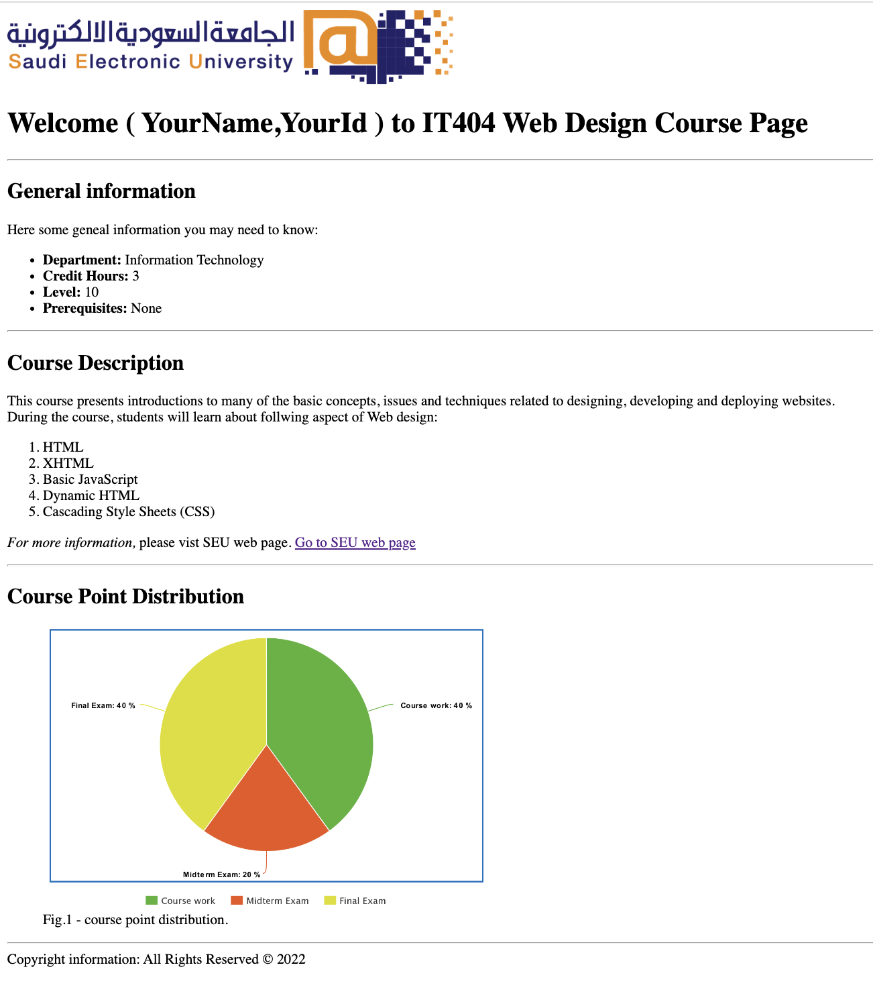 الجامعة السعودية الالكترونية
Saudi Electronic University
Welcome ( YourName,YourId ) to IT404 Web Design Course Page
General information
Here some geneal information you may need to know:
• Department: Information Technology
• Credit Hours: 3
• Level: 10
• Prerequisites: None
Course Description
This course presents introductions to many of the basic concepts, issues and techniques related to designing, developing and deploying websites.
During the course, students will learn about follwing aspect of Web design:
1. HTML
2. XHTML
3. Basic JavaScript
4. Dynamic HTML
5. Cascading Style Sheets (CSS)
For more information, please vist SEU web page. Go to SEU web page
Course Point Distribution
Final Exam: 40 %
Course work: 40 %
Midterm Exam: 20 %
Course work Midterm Exam Final Exam
Fig.1 - course point distribution.
Copyright information: All Rights Reserved © 2022